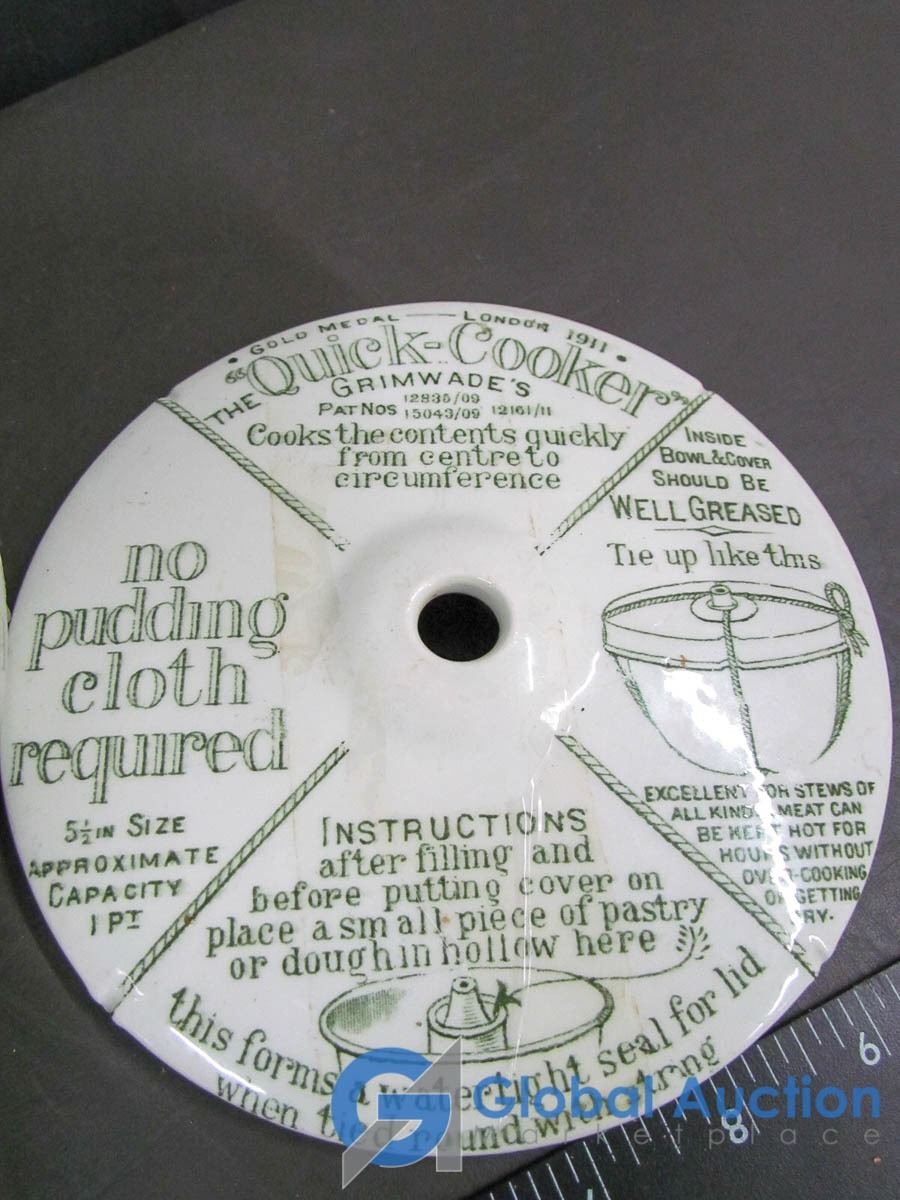 • GOLD MEDAL — LONDON 1911 •
THE "Quick-Cooker"
GRIMWADE'S
PAT NOS 12835/09 15043/09 12161/11
Cooks the contents quickly
from centre to
circumference
INSIDE
BOWL & COVER
SHOULD BE
WELL GREASED
Tie up like this
EXCELLENT FOR STEWS OF
ALL KINDS MEAT CAN
BE KEPT HOT FOR
HOURS WITHOUT
OVER-COOKING
OR GETTING
DRY.
no
pudding
cloth
required
5½ IN SIZE
APPROXIMATE
CAPACITY
1 PT
INSTRUCTIONS
after filling and
before putting cover on
place a small piece of pastry
or dough in hollow here
this forms a watertight seal for lid
when tied round with string
Global Auction
marketplace
6
8